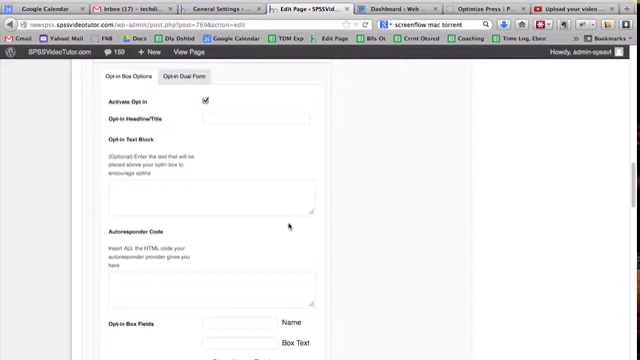 Google Calendar
Inbox (17) - techdi
General Settings
Edit Page ‹ SPSSVid...
Dashboard ‹ Web
Optimize Press | P
Upload your video
newspss.spssvideotutor.com/wp-admin/post.php?post=769&action=edit
screenflow mac torrent
Gmail
Yahoo! Mail
Docs
Dly Dshbd
Google Calendar
TDM Exp
Edit Page
Blls Ot
Crrnt Otsrcd
Coaching
Time Log, Eben
Bookmarks
SPSSVideoTutor.com
159
+ New
View Page
Howdy, admin-spssvt
Opt-in Box Options
Opt-in Dual Form
Activate Opt In
Opt-in Headline/Title
Opt-in Text Block
(Optional) Enter the text that will be
placed above your optin box to
encourage optins
Autoresponder Code
Insert ALL the HTML code your
autoresponder provider gives you
here
Opt-in Box Fields
Name
Box Text